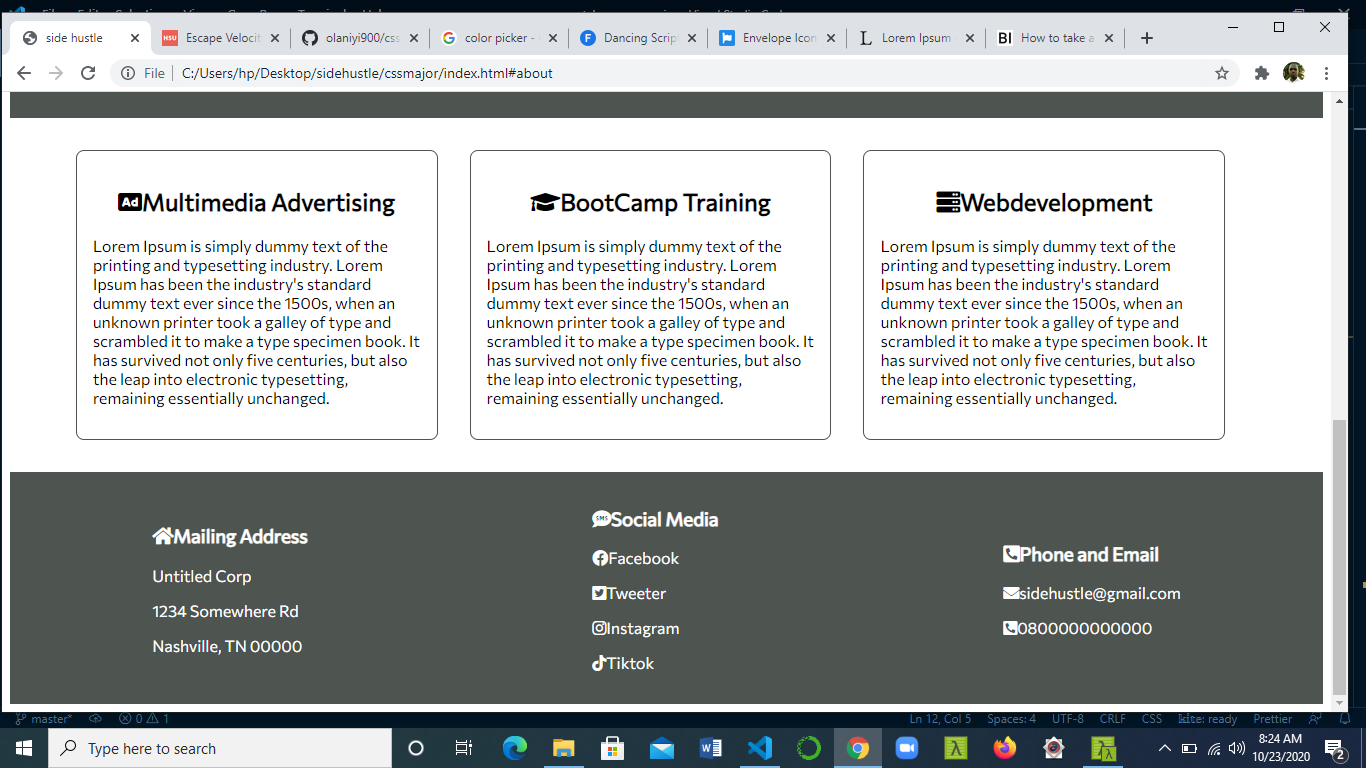 side hustle
Escape Velocit
olaniyi900/css
color picker -
Dancing Scrip
Envelope Icon
Lorem Ipsum
BI How to take a
File C:/Users/hp/Desktop/sidehustle/cssmajor/index.html#about
Ad Multimedia Advertising
Lorem Ipsum is simply dummy text of the
printing and typesetting industry. Lorem
Ipsum has been the industry's standard
dummy text ever since the 1500s, when an
unknown printer took a galley of type and
scrambled it to make a type specimen book. It
has survived not only five centuries, but also
the leap into electronic typesetting,
remaining essentially unchanged.
BootCamp Training
Lorem Ipsum is simply dummy text of the
printing and typesetting industry. Lorem
Ipsum has been the industry's standard
dummy text ever since the 1500s, when an
unknown printer took a galley of type and
scrambled it to make a type specimen book. It
has survived not only five centuries, but also
the leap into electronic typesetting,
remaining essentially unchanged.
Webdevelopment
Lorem Ipsum is simply dummy text of the
printing and typesetting industry. Lorem
Ipsum has been the industry's standard
dummy text ever since the 1500s, when an
unknown printer took a galley of type and
scrambled it to make a type specimen book. It
has survived not only five centuries, but also
the leap into electronic typesetting,
remaining essentially unchanged.
Mailing Address
Untitled Corp
1234 Somewhere Rd
Nashville, TN 00000
SMS Social Media
Facebook
Tweeter
Instagram
Tiktok
Phone and Email
sidehustle@gmail.com
0800000000000
master* 0 1 Ln 12, Col 5 Spaces: 4 UTF-8 CRLF CSS kite: ready Prettier
Type here to search
8:24 AM
10/23/2020
2